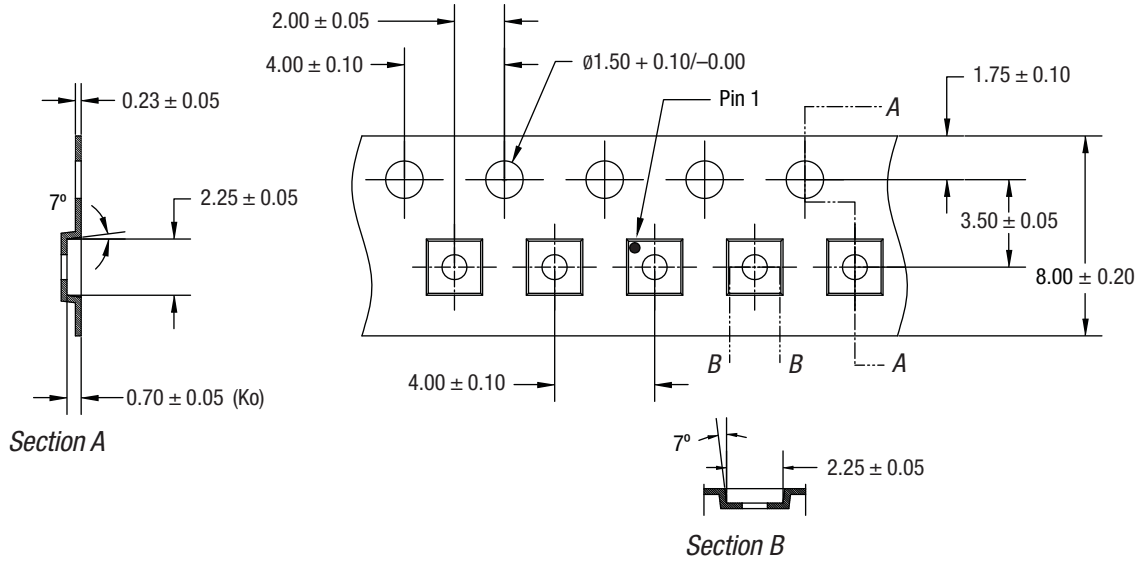 2.00 ± 0.05
4.00 ± 0.10
ø1.50 + 0.10/–0.00
1.75 ± 0.10
0.23 ± 0.05
Pin 1
A
7º
2.25 ± 0.05
3.50 ± 0.05
8.00 ± 0.20
B
B
A
4.00 ± 0.10
0.70 ± 0.05 (Ko)
Section A
7º
2.25 ± 0.05
Section B